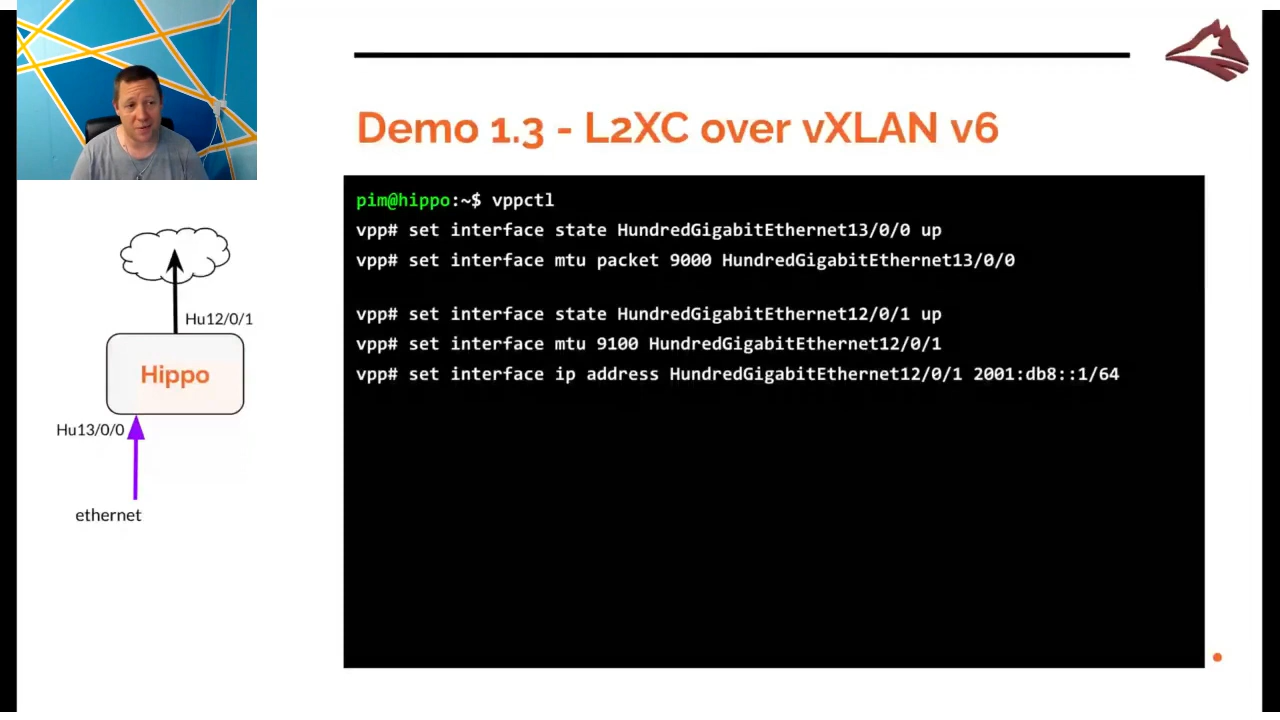 Demo 1.3 - L2XC over vXLAN v6
pim@hippo:~$ vppctl
vpp# set interface state HundredGigabitEthernet13/0/0 up
vpp# set interface mtu packet 9000 HundredGigabitEthernet13/0/0
vpp# set interface state HundredGigabitEthernet12/0/1 up
vpp# set interface mtu 9100 HundredGigabitEthernet12/0/1
vpp# set interface ip address HundredGigabitEthernet12/0/1 2001:db8::1/64
Hu12/0/1
Hippo
Hu13/0/0
ethernet